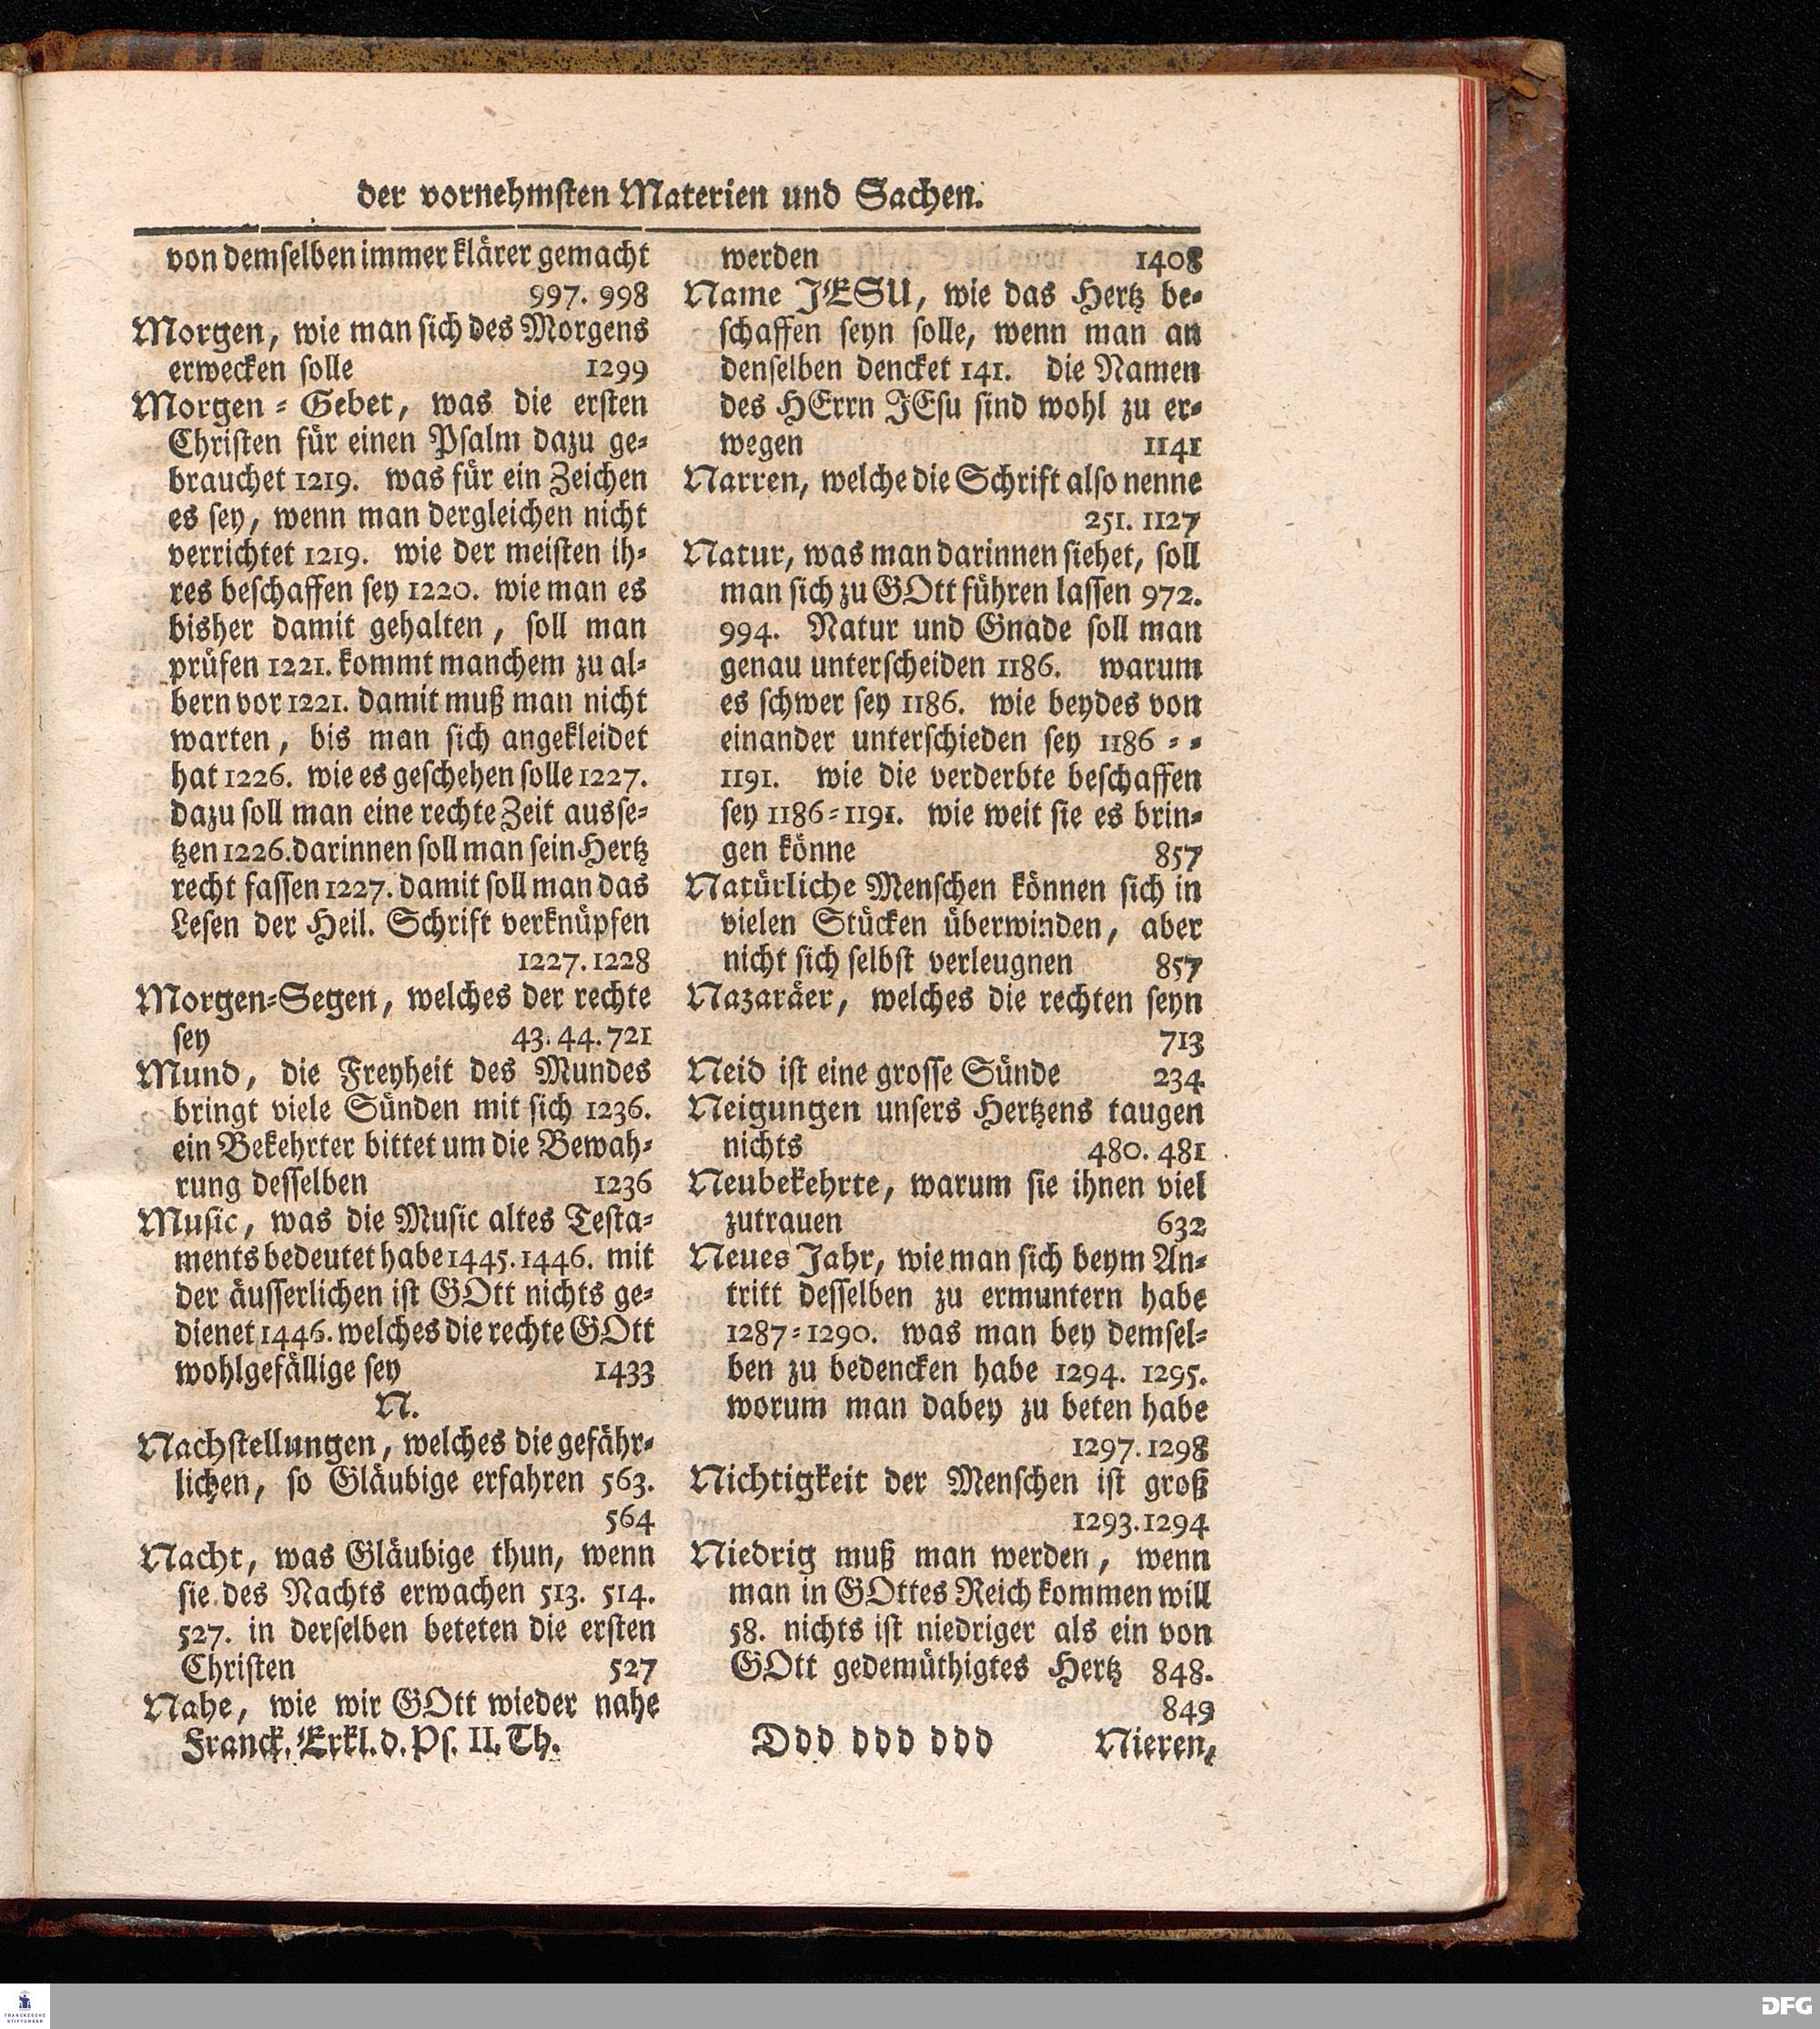 der vornehmsten Materien und Sachen.
von demselben immer klärer gemacht
997. 998
Morgen, wie man sich des Morgens
erwecken solle 1299
Morgen-Gebet, was die ersten
Christen für einen Psalm dazu ge-
brauchet 1219. was für ein Zeichen
es sey, wenn man dergleichen nicht
verrichtet 1219. wie der meisten ih-
res beschaffen sey 1220. wie man es
bisher damit gehalten, soll man
prüfen 1221. kommt manchem zu al-
bern vor 1221. damit muß man nicht
warten, bis man sich angekleidet
hat 1226. wie es geschehen solle 1227.
dazu soll man eine rechte Zeit ausse-
tzen 1226. darinnen soll man sein Hertz
recht fassen 1227. damit soll man das
Lesen der Heil. Schrift verknüpfen
1227. 1228
Morgen-Segen, welches der rechte
sey 43. 44. 721
Mund, die Freyheit des Mundes
bringt viele Sünden mit sich 1236.
ein Bekehrter bittet um die Bewah-
rung desselben 1236
Music, was die Music altes Testa-
ments bedeutet habe 1445. 1446. mit
der äusserlichen ist GOtt nichts ge-
dienet 1446. welches die rechte GOtt
wohlgefällige sey 1433
N.
Nachstellungen, welches die gefähr-
lichen, so Gläubige erfahren 563.
564
Nacht, was Gläubige thun, wenn
sie des Nachts erwachen 513. 514.
527. in derselben beteten die ersten
Christen 527
Nahe, wie wir GOtt wieder nahe
Franck. Erkl. d. Ps. II. Th.
werden 1408
Name JESU, wie das Hertz be-
schaffen seyn solle, wenn man an
denselben dencket 141. die Namen
des HErrn JEsu sind wohl zu er-
wegen 1141
Narren, welche die Schrift also nenne
251. 1127
Natur, was man darinnen siehet, soll
man sich zu GOtt führen lassen 972.
994. Natur und Gnade soll man
genau unterscheiden 1186. warum
es schwer sey 1186. wie beydes von
einander unterschieden sey 1186 - -
1191. wie die verderbte beschaffen
sey 1186-1191. wie weit sie es brin-
gen könne 857
Natürliche Menschen können sich in
vielen Stücken überwinden, aber
nicht sich selbst verleugnen 857
Nazaräer, welches die rechten seyn
713
Neid ist eine grosse Sünde 234
Neigungen unsers Hertzens taugen
nichts 480. 481
Neubekehrte, warum sie ihnen viel
zutrauen 632
Neues Jahr, wie man sich beym An-
tritt desselben zu ermuntern habe
1287-1290. was man bey demsel-
ben zu bedencken habe 1294. 1295.
worum man dabey zu beten habe
1297. 1298
Nichtigkeit der Menschen ist groß
1293. 1294
Niedrig muß man werden, wenn
man in GOttes Reich kommen will
58. nichts ist niedriger als ein von
GOtt gedemüthigtes Hertz 848.
849
Ddd ddd ddd Nieren,
FRANCKESCHE
STIFTUNGEN
DFG